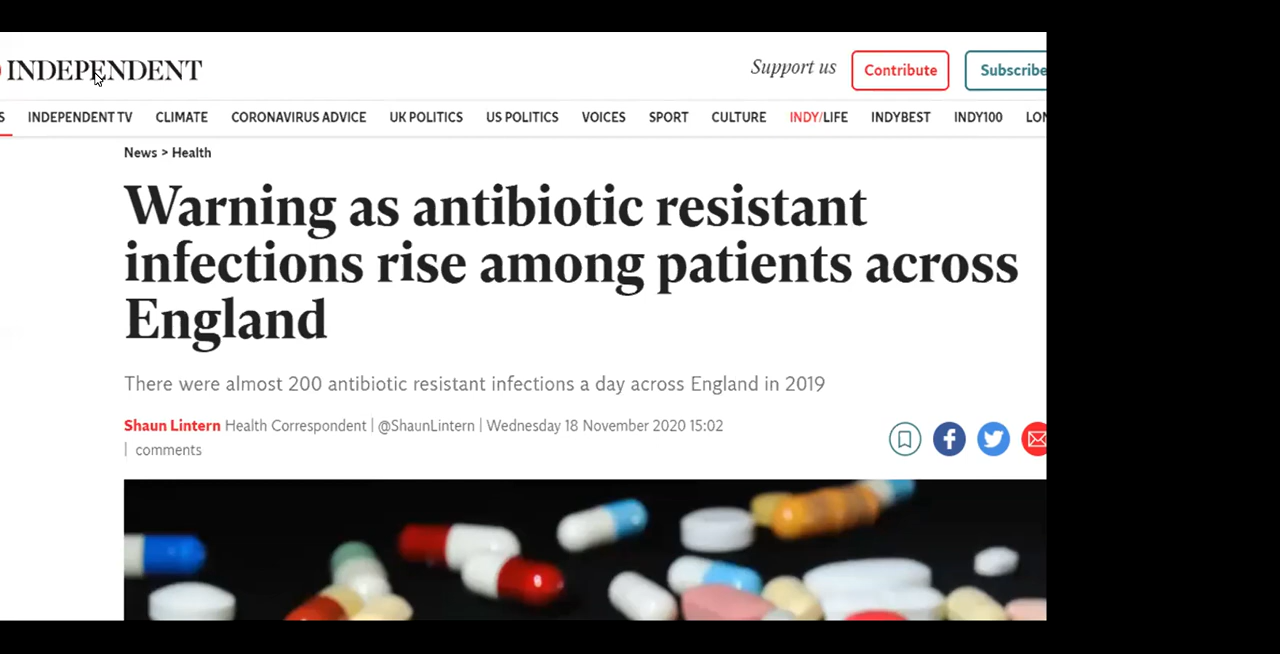 INDEPENDENT
Support us
Contribute
Subscribe
S INDEPENDENT TV CLIMATE CORONAVIRUS ADVICE UK POLITICS US POLITICS VOICES SPORT CULTURE INDY/LIFE INDYBEST INDY100 LON
News > Health
Warning as antibiotic resistant
infections rise among patients across
England
There were almost 200 antibiotic resistant infections a day across England in 2019
Shaun Lintern Health Correspondent | @ShaunLintern | Wednesday 18 November 2020 15:02
| comments